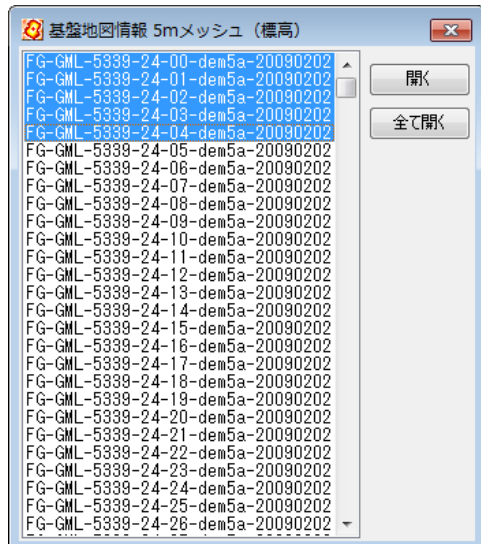 基盤地図情報 5mメッシュ（標高）
FG-GML-5339-24-00-dem5a-20090202
FG-GML-5339-24-01-dem5a-20090202
FG-GML-5339-24-02-dem5a-20090202
FG-GML-5339-24-03-dem5a-20090202
FG-GML-5339-24-04-dem5a-20090202
FG-GML-5339-24-05-dem5a-20090202
FG-GML-5339-24-06-dem5a-20090202
FG-GML-5339-24-07-dem5a-20090202
FG-GML-5339-24-08-dem5a-20090202
FG-GML-5339-24-09-dem5a-20090202
FG-GML-5339-24-10-dem5a-20090202
FG-GML-5339-24-11-dem5a-20090202
FG-GML-5339-24-12-dem5a-20090202
FG-GML-5339-24-13-dem5a-20090202
FG-GML-5339-24-14-dem5a-20090202
FG-GML-5339-24-15-dem5a-20090202
FG-GML-5339-24-16-dem5a-20090202
FG-GML-5339-24-17-dem5a-20090202
FG-GML-5339-24-18-dem5a-20090202
FG-GML-5339-24-19-dem5a-20090202
FG-GML-5339-24-20-dem5a-20090202
FG-GML-5339-24-21-dem5a-20090202
FG-GML-5339-24-22-dem5a-20090202
FG-GML-5339-24-23-dem5a-20090202
FG-GML-5339-24-24-dem5a-20090202
FG-GML-5339-24-25-dem5a-20090202
FG-GML-5339-24-26-dem5a-20090202
開く
全て開く